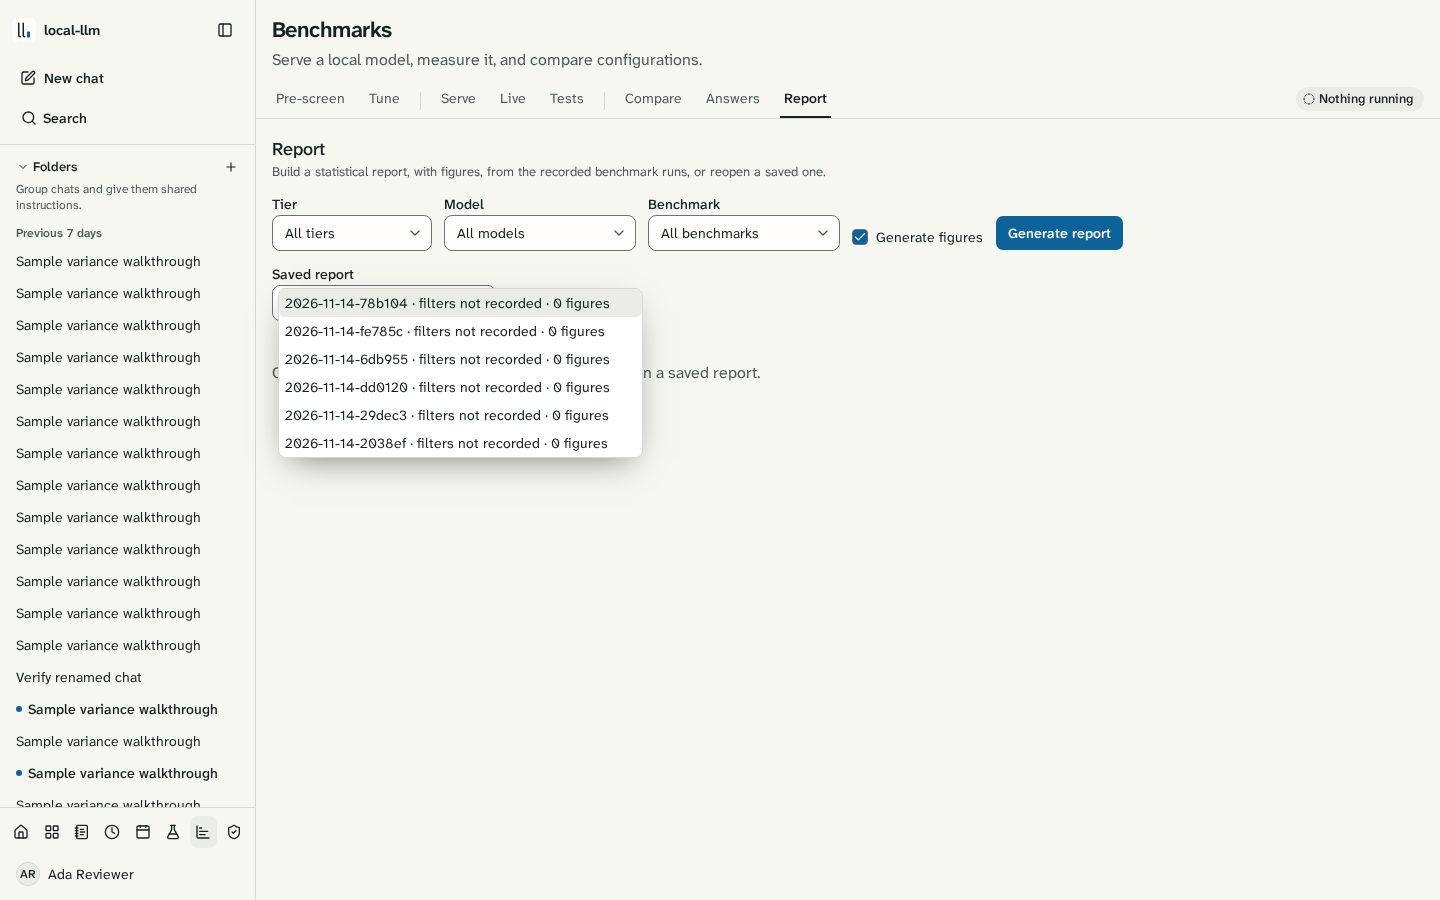 local-llm
New chat
Search
Folders
Group chats and give them shared
instructions.
Previous 7 days
Sample variance walkthrough
Sample variance walkthrough
Sample variance walkthrough
Sample variance walkthrough
Sample variance walkthrough
Sample variance walkthrough
Sample variance walkthrough
Sample variance walkthrough
Sample variance walkthrough
Sample variance walkthrough
Sample variance walkthrough
Sample variance walkthrough
Sample variance walkthrough
Verify renamed chat
Sample variance walkthrough
Sample variance walkthrough
Sample variance walkthrough
Sample variance walkthrough
AR Ada Reviewer
Benchmarks
Serve a local model, measure it, and compare configurations.
Pre-screen Tune Serve Live Tests Compare Answers Report Nothing running
Report
Build a statistical report, with figures, from the recorded benchmark runs, or reopen a saved one.
Tier Model Benchmark
All tiers All models All benchmarks Generate figures Generate report
Saved report
2026-11-14-78b104 · filters not recorded · 0 figures
2026-11-14-fe785c · filters not recorded · 0 figures
2026-11-14-6db955 · filters not recorded · 0 figures
a saved report.
2026-11-14-dd0120 · filters not recorded · 0 figures
2026-11-14-29dec3 · filters not recorded · 0 figures
2026-11-14-2038ef · filters not recorded · 0 figures